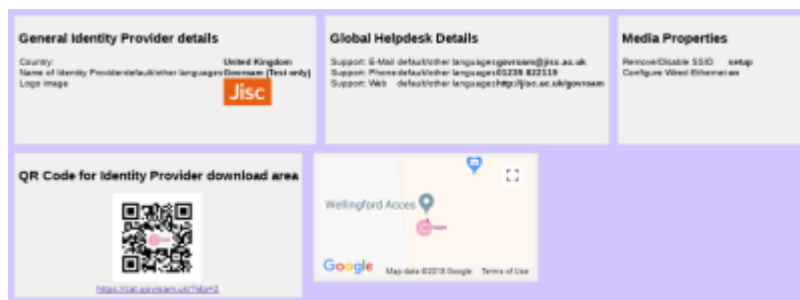 General Identity Provider details
Country: United Kingdom
Name of Identity Provider default/other languages Govroam (Test only)
Logo image
Jisc
Global Helpdesk Details
Support: E-Mail default/other languages govroam@jisc.ac.uk
Support: Phone default/other languages 01235 822119
Support: Web default/other languages http://jisc.ac.uk/govroam
Media Properties
Remove/Disable SSID setup
Configure Wired Ethernet on
QR Code for Identity Provider download area
Wellingford Acces
Google Map data ©2018 Google Terms of Use